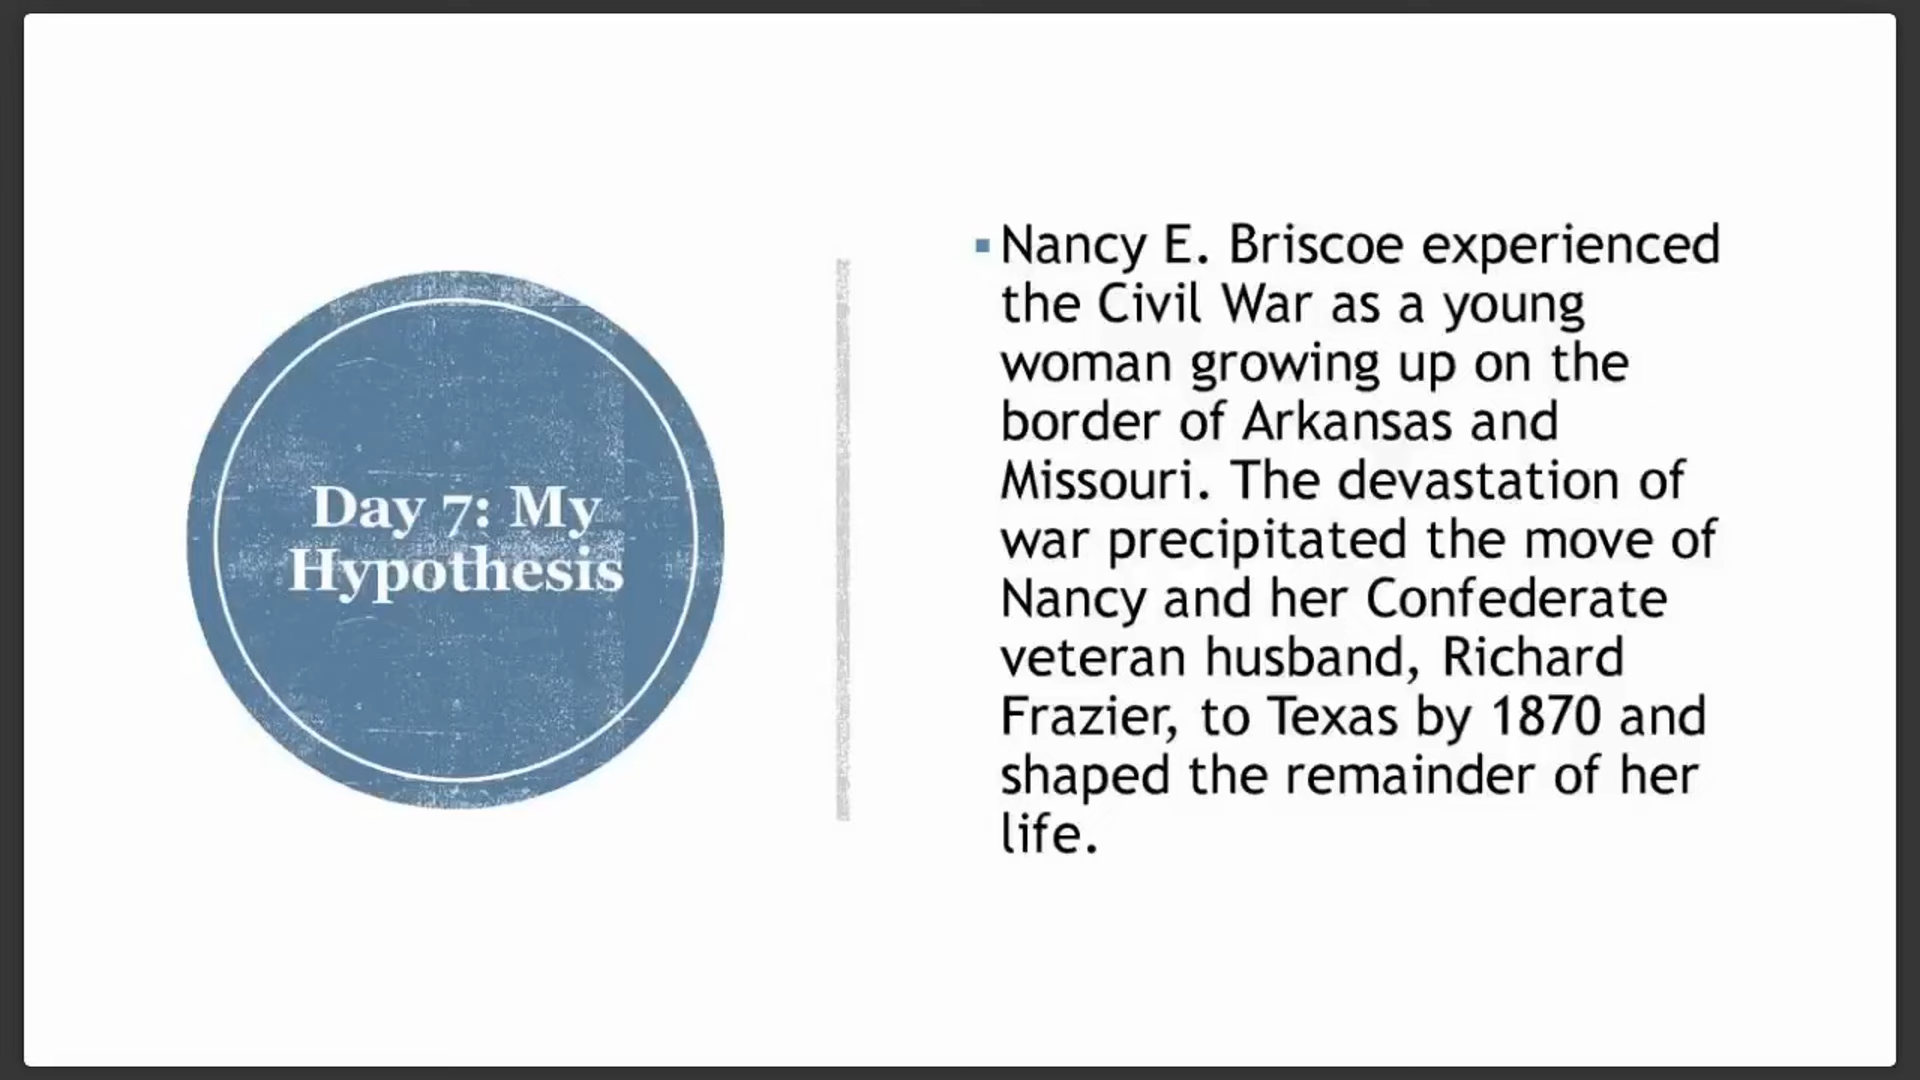 Day 7: My
Hypothesis
Nancy E. Briscoe experienced
the Civil War as a young
woman growing up on the
border of Arkansas and
Missouri. The devastation of
war precipitated the move of
Nancy and her Confederate
veteran husband, Richard
Frazier, to Texas by 1870 and
shaped the remainder of her
life.